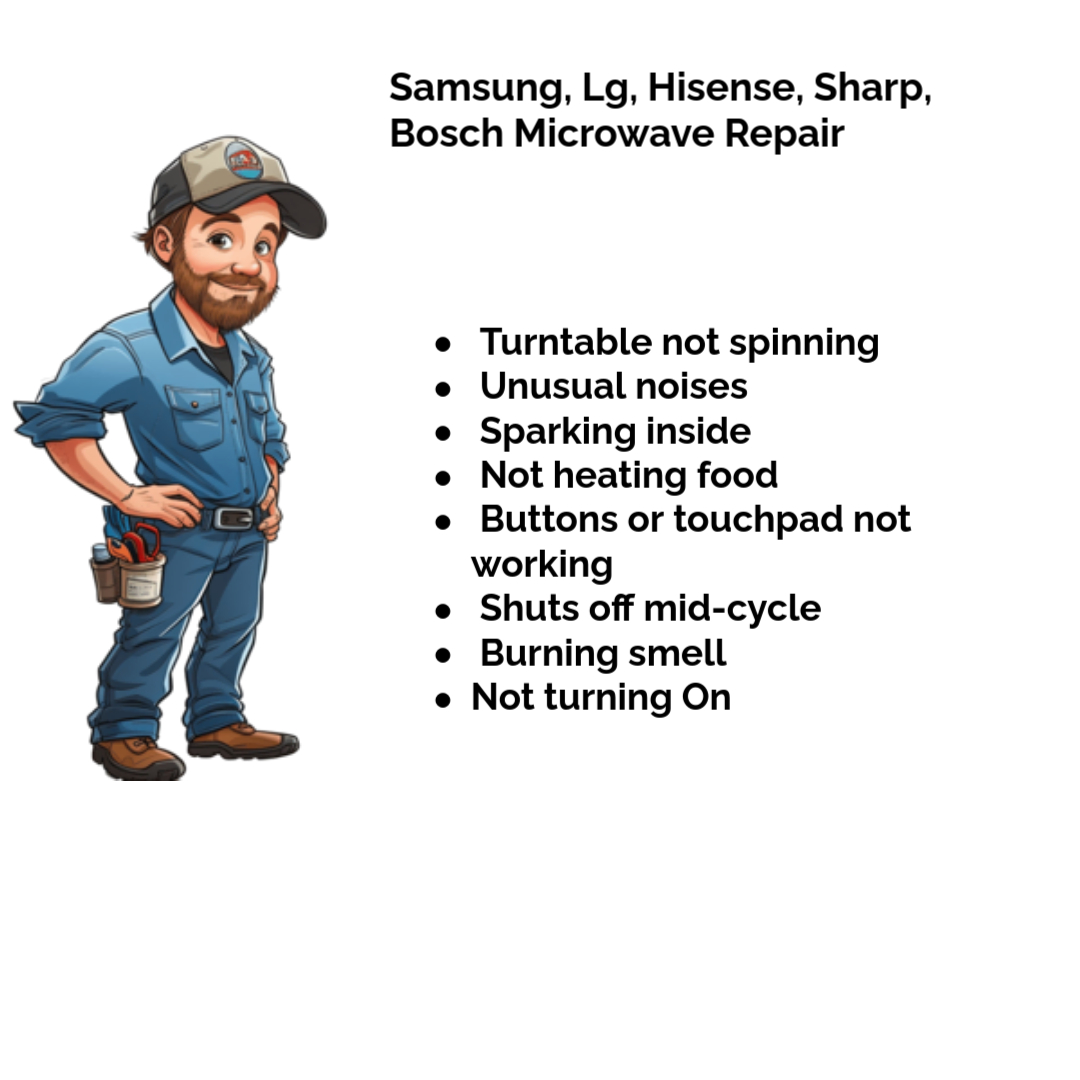 Samsung, Lg, Hisense, Sharp,
Bosch Microwave Repair
● Turntable not spinning
● Unusual noises
● Sparking inside
● Not heating food
● Buttons or touchpad not
working
● Shuts off mid-cycle
● Burning smell
● Not turning On